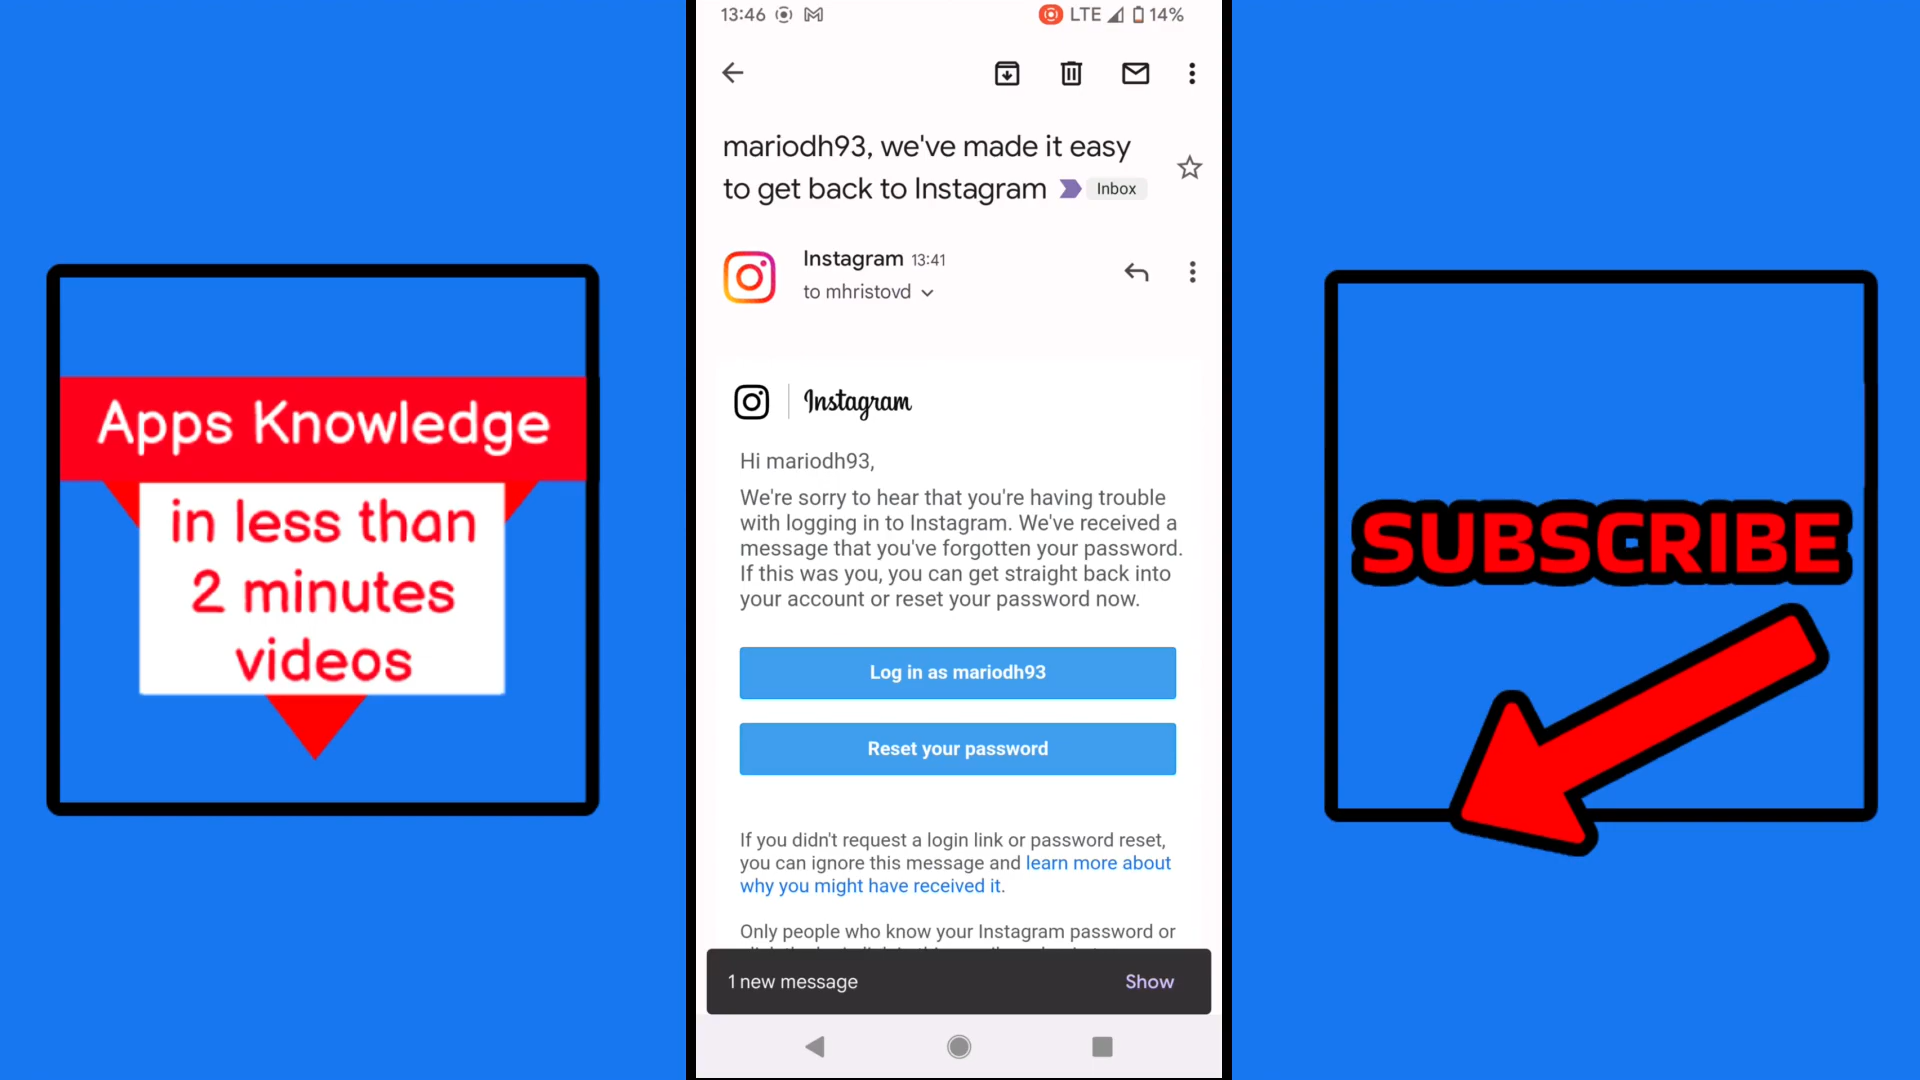 Apps Knowledge
in less than
2 minutes
videos
13:46
LTE
14%
mariodh93, we've made it easy
to get back to Instagram
Inbox
Instagram 13:41
to mhristovd
Instagram
Hi mariodh93,
We're sorry to hear that you're having trouble
with logging in to Instagram. We've received a
message that you've forgotten your password.
If this was you, you can get straight back into
your account or reset your password now.
Log in as mariodh93
Reset your password
If you didn't request a login link or password reset,
you can ignore this message and learn more about
why you might have received it.
Only people who know your Instagram password or
1 new message
Show
SUBSCRIBE